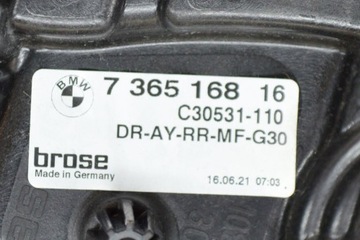 BMW
7 365 168 16
C30531-110
DR-AY-RR-MF-G30
brose
Made in Germany
16.06.21 07:03